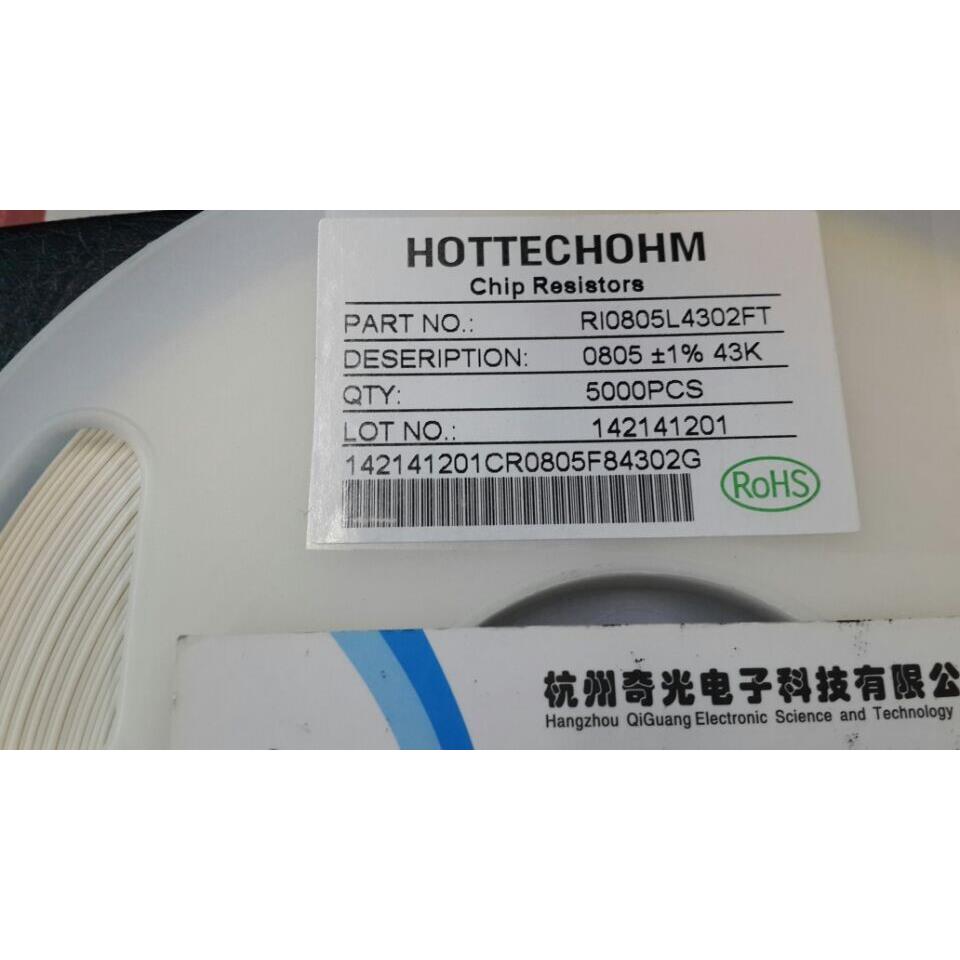 HOTTECHOHM
Chip Resistors
PART NO.: RI0805L4302FT
DESERIPTION: 0805 ±1% 43K
QTY: 5000PCS
LOT NO.: 142141201
142141201CR0805F84302G
RoHS
杭州奇光电子科技有限公
Hangzhou QiGuang Electronic Science and Technology